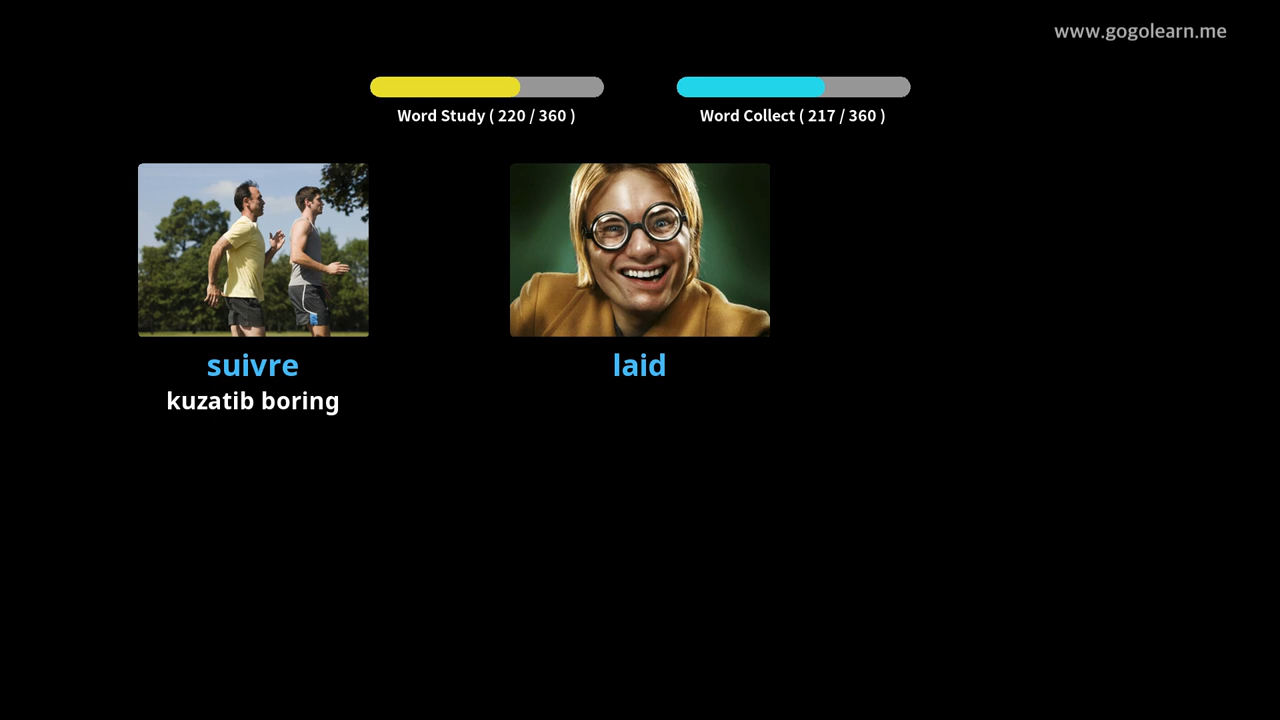 www.gogolearn.me
Word Study ( 220 / 360 )
Word Collect ( 217 / 360 )
suivre
laid
kuzatib boring